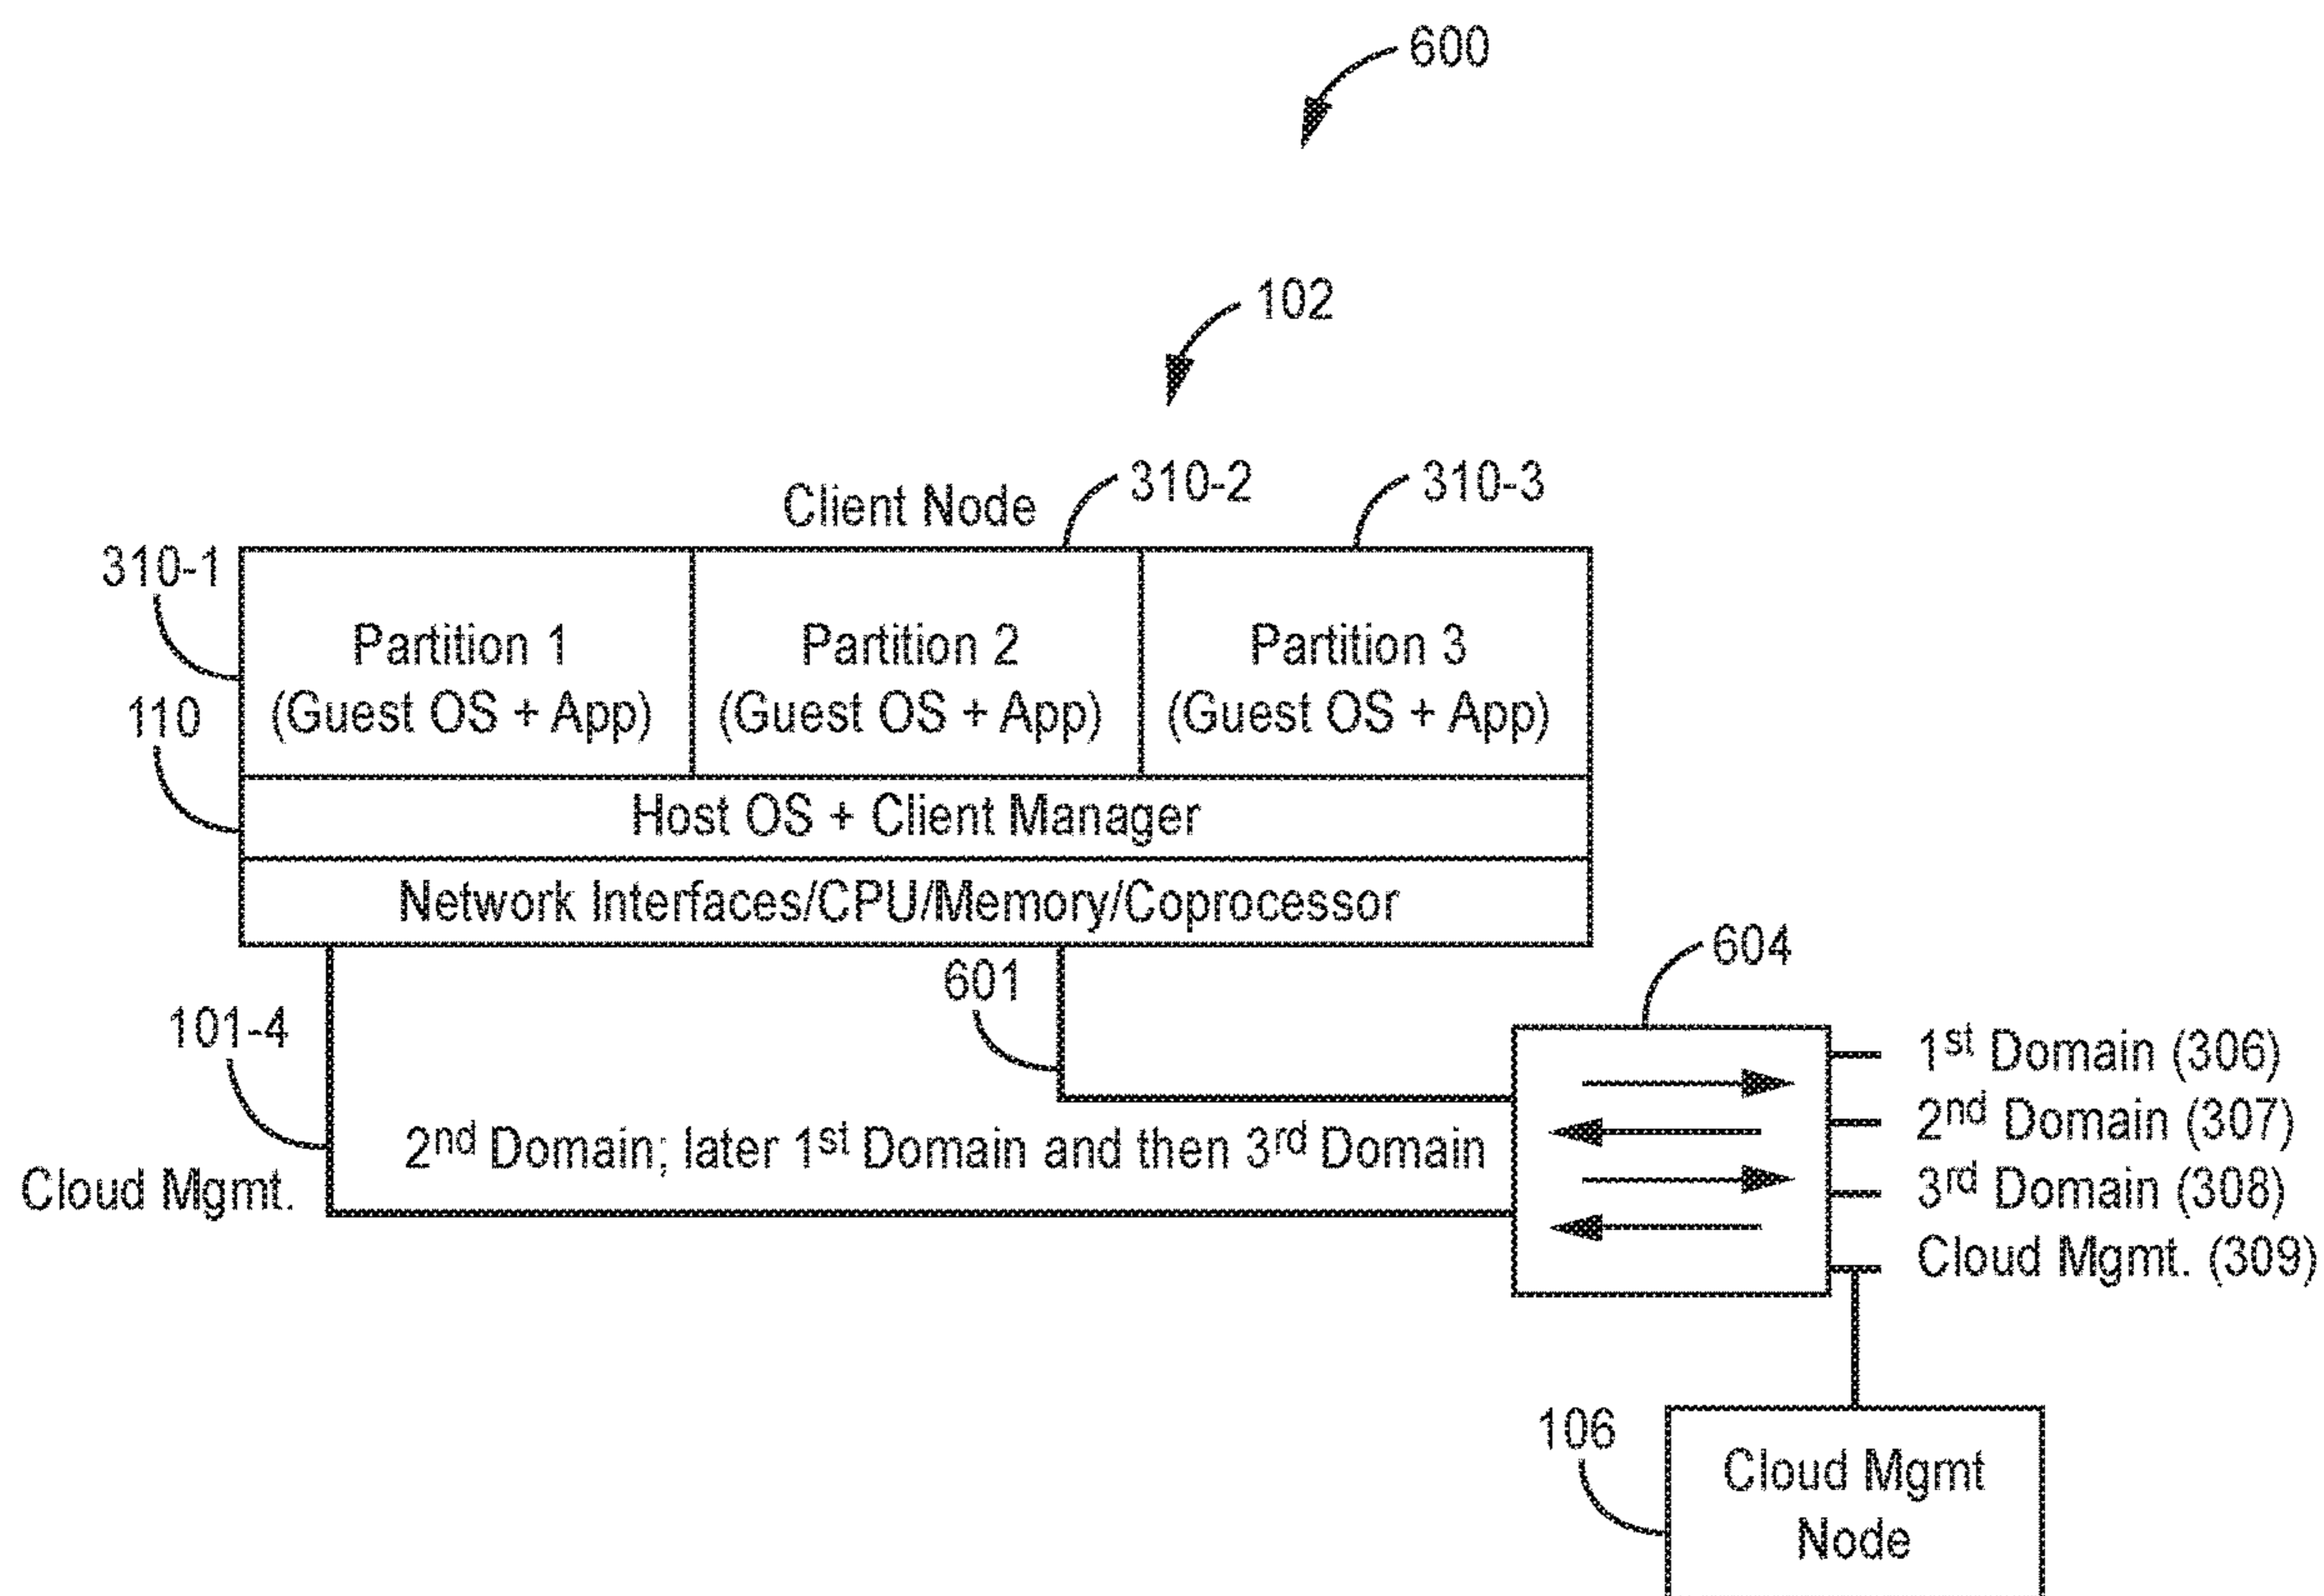 600
102
Client Node
310-2
310-3
310-1
Partition 1
(Guest OS + App)
Partition 2
(Guest OS + App)
Partition 3
(Guest OS + App)
110
Host OS + Client Manager
Network Interfaces/CPU/Memory/Coprocessor
601
604
101-4
Cloud Mgmt.
2nd Domain; later 1st Domain and then 3rd Domain
1st Domain (306)
2nd Domain (307)
3rd Domain (308)
Cloud Mgmt. (309)
106
Cloud Mgmt
Node